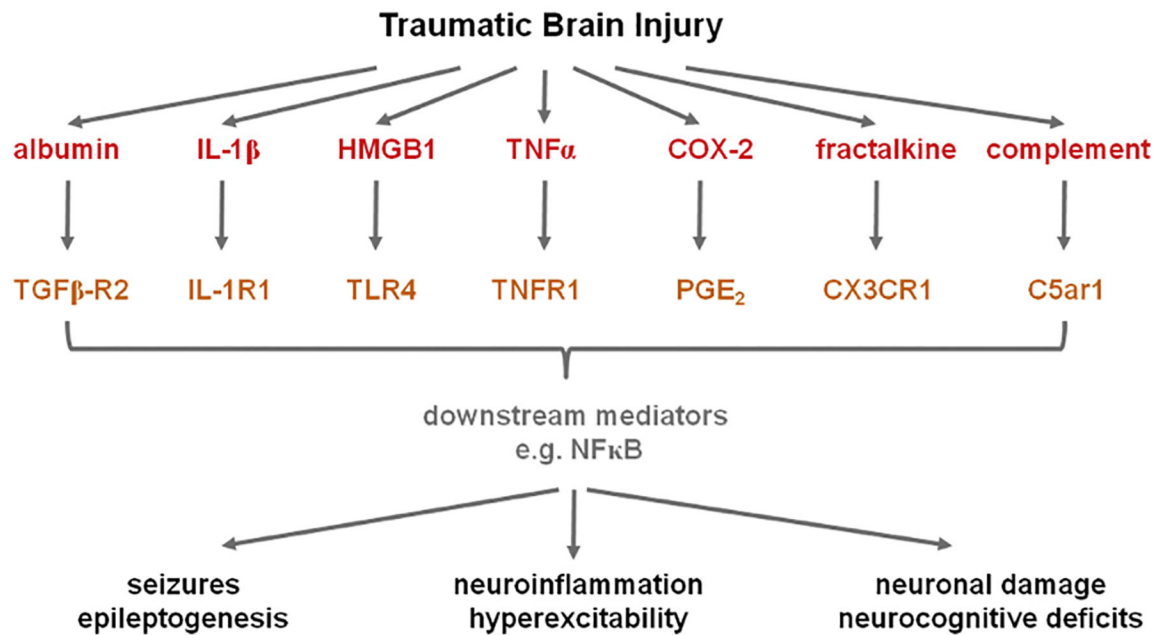 Traumatic Brain Injury
albumin IL-1β HMGB1 TNFα COX-2 fractalkine complement
TGFβ-R2 IL-1R1 TLR4 TNFR1 PGE₂ CX3CR1 C5ar1
downstream mediators
e.g. NFκB
seizures neuroinflammation neuronal damage
epileptogenesis hyperexcitability neurocognitive deficits